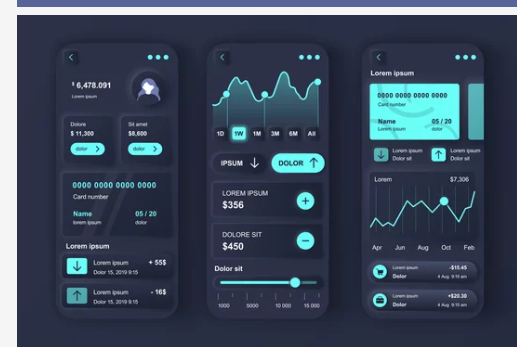 $ 6,478.091
Lorem ipsum
Dolore
$ 11,300
dolor
Sit amet
$8,600
dolor
0000 0000 0000 0000
Card number
Name
05 / 20
lorem ipsum
dolor
Lorem ipsum
Lorem ipsum
+ 55$
Dolor 15, 2019 9:15
Lorem ipsum
- 16$
Dolor 15, 2019 9:15
1D
1W
1M
3M
6M
All
IPSUM
DOLOR
LOREM IPSUM
$356
DOLORE SIT
$450
Dolor sit
1000
5000
10 000
15.000
Lorem ipsum
0000 0000 0000 0000
Card number
Name
05 / 20
Lorem ipsum
dolor
Lorem ipsum
Dolor sit
Lorem ipsum
Dolor sit
Lorem
$7,306
Apr
Jun
Aug
Oct
Feb
Lorem ipsum
-$15.45
Dolor
4 Aug 9:15 am
Lorem ipsum
+$20.38
Dolor
4 Aug 9:15 am